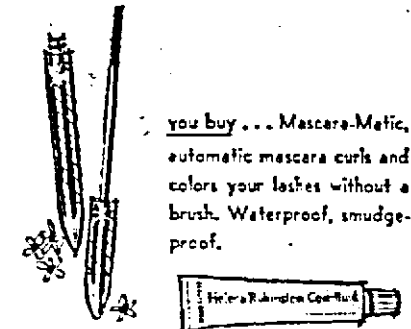 you buy . . . Mascara-Matic,
automatic mascara curls and
colors your lashes without a
brush. Waterproof, smudge-
proof.
Helena Rubinstein